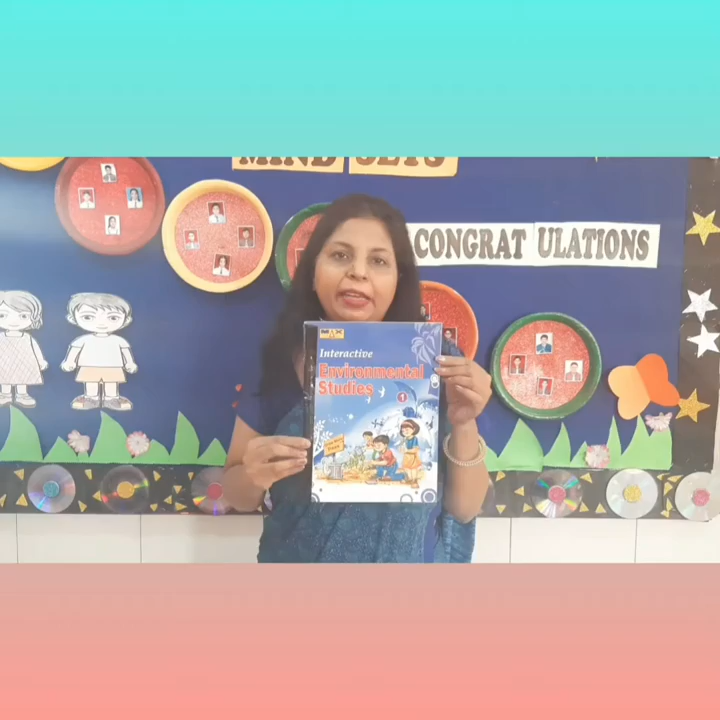 MIND SETS
CONGRAT ULATIONS
Interactive
Environmental
Studies
1